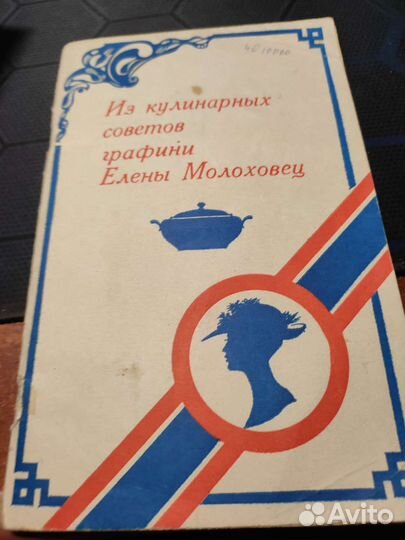 Из кулинарных
советов
графини
Елены Молоховец
Avito